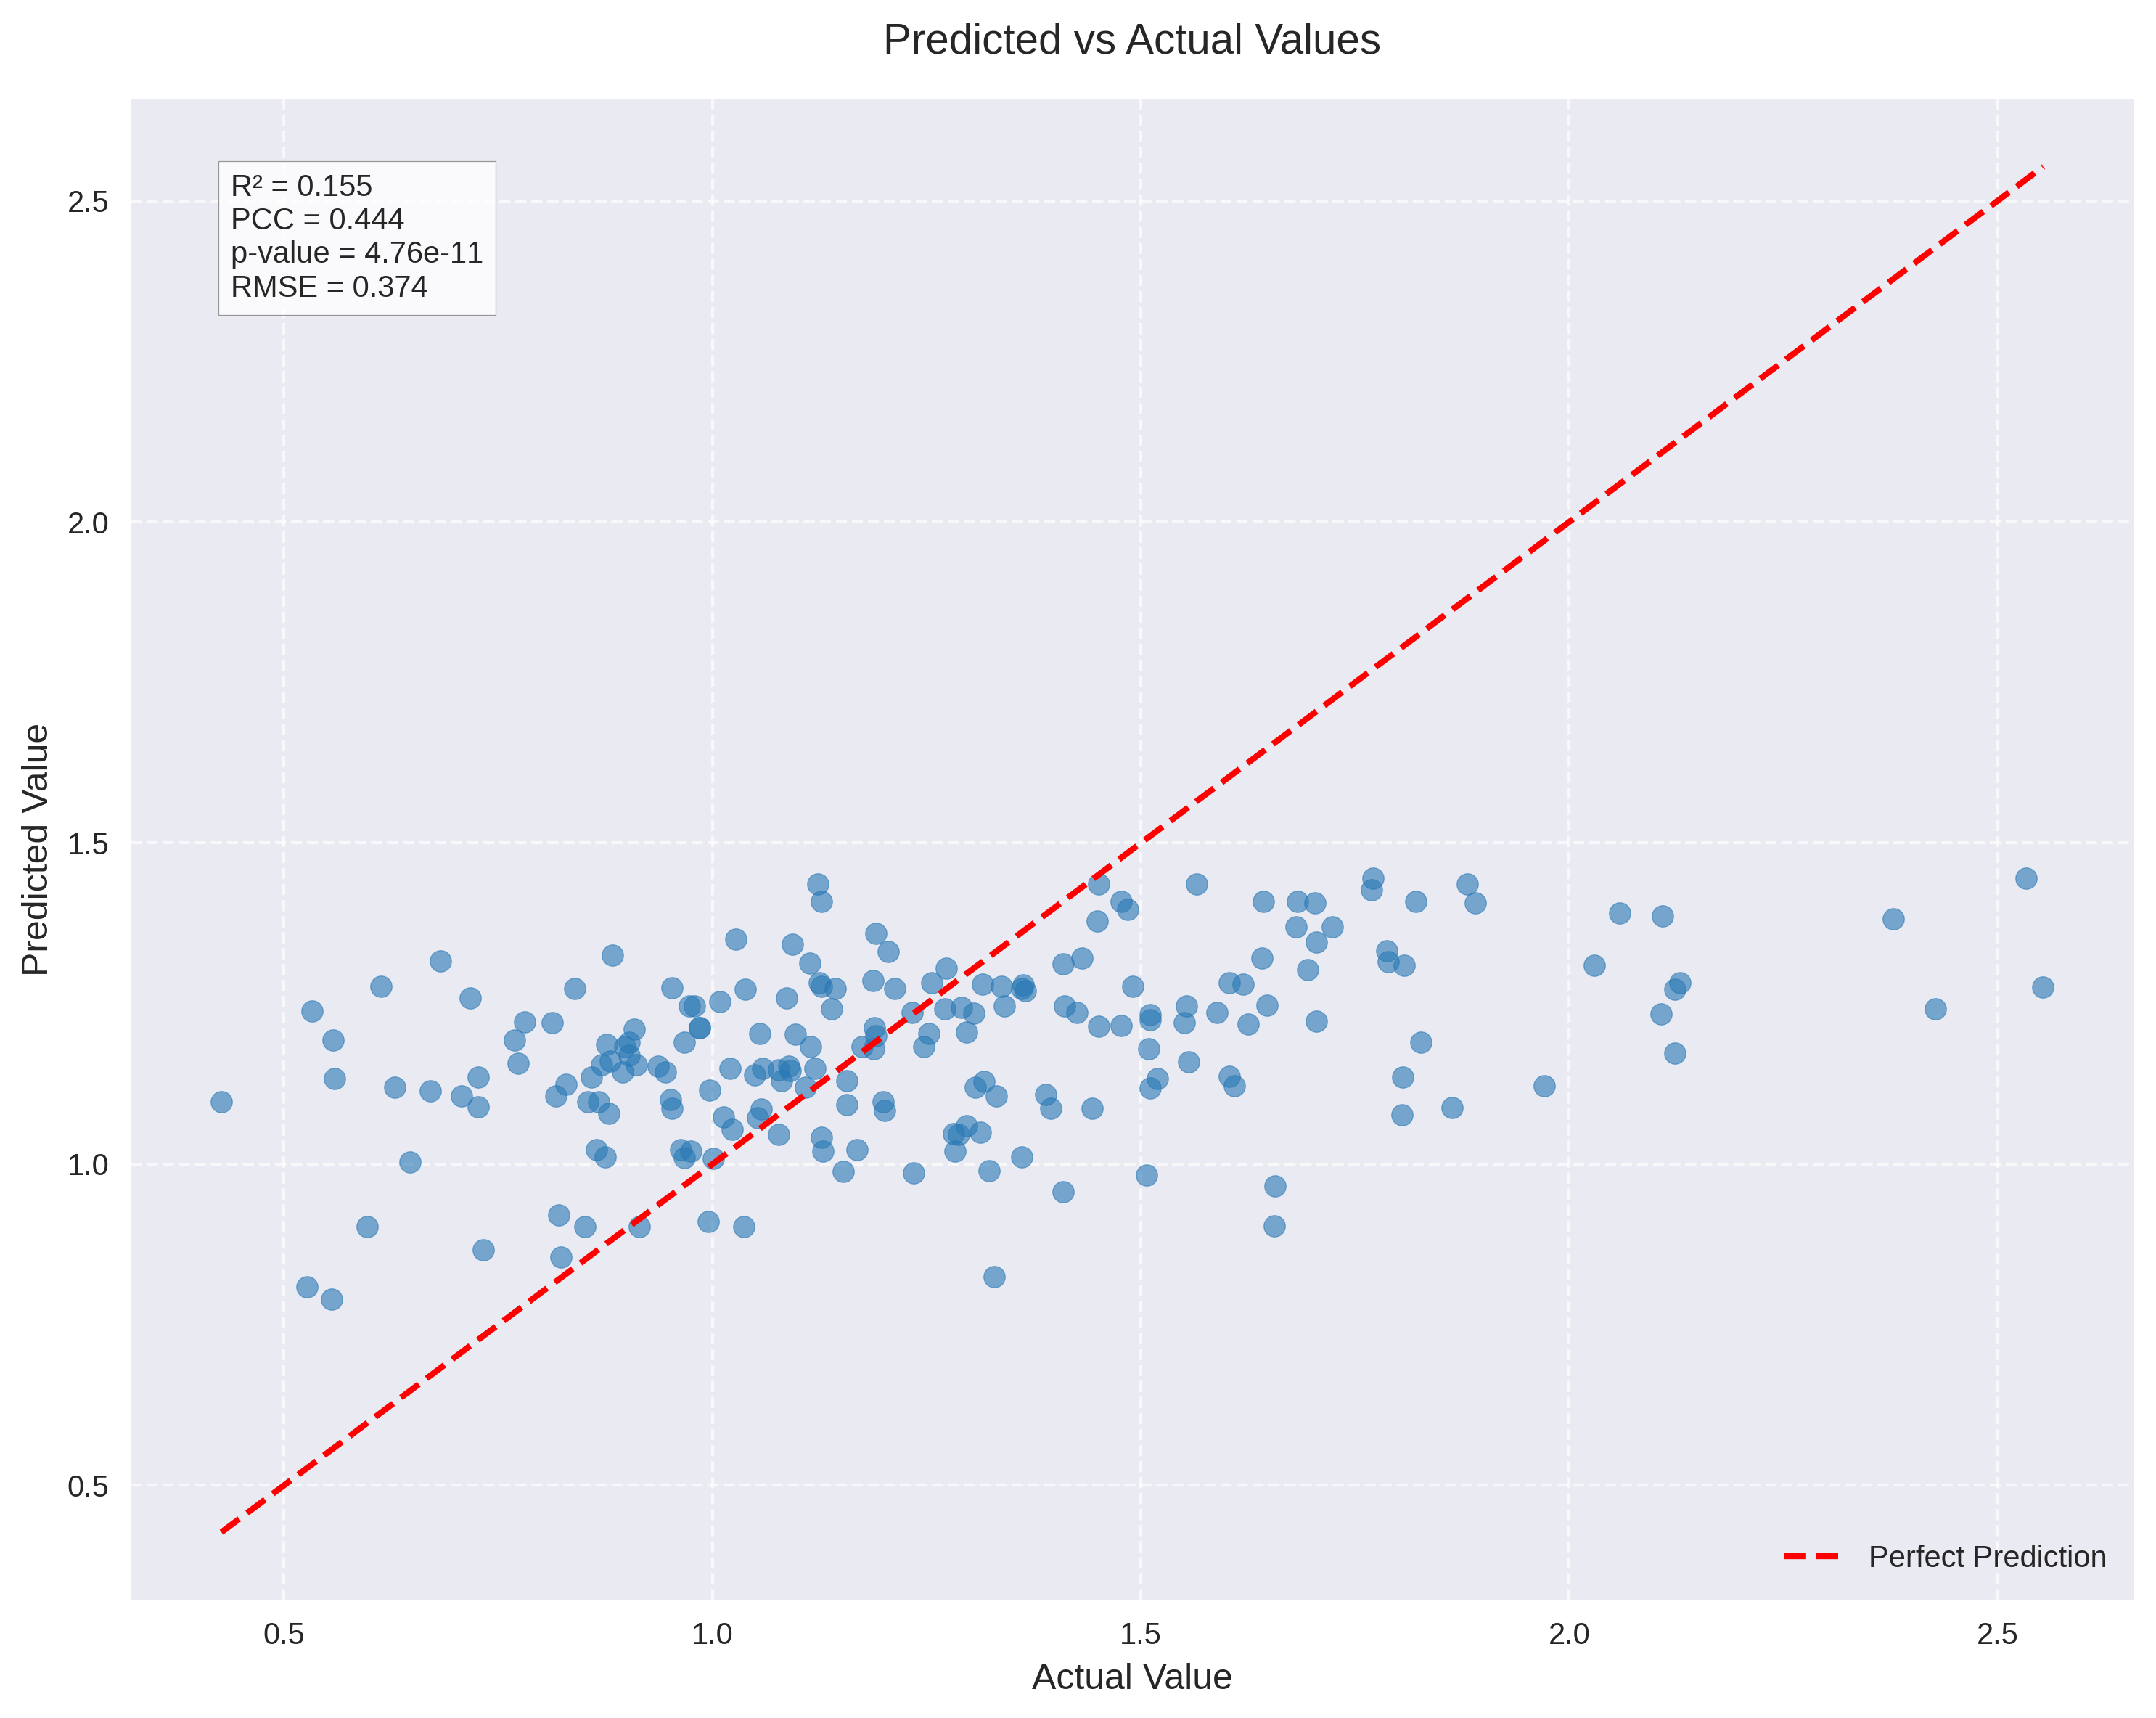 Predicted vs Actual Values
R² = 0.155
PCC = 0.444
p-value = 4.76e-11
RMSE = 0.374
2.5
2.0
1.5
1.0
0.5
Predicted Value
Perfect Prediction
0.5 1.0 1.5 2.0 2.5
Actual Value